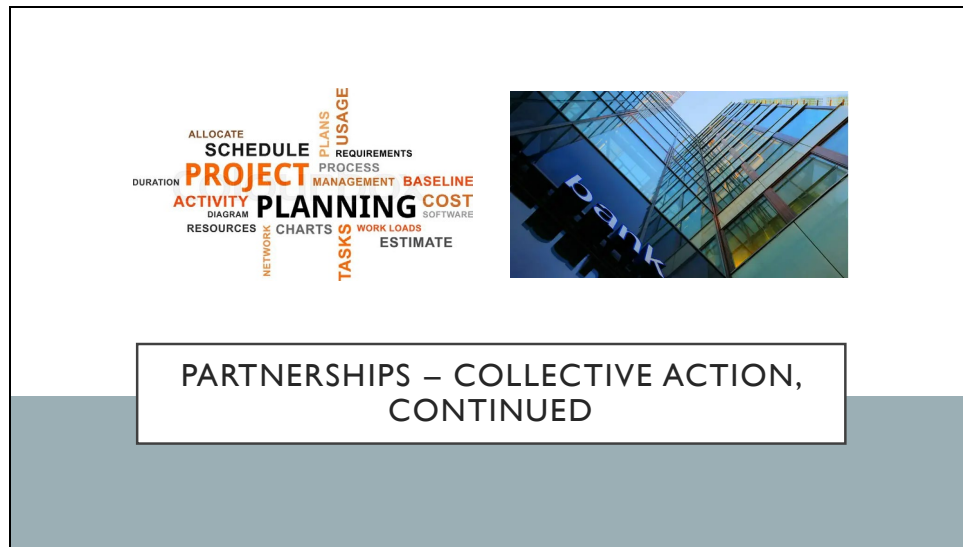 USAGE
PLANS
ALLOCATE
SCHEDULE
REQUIREMENTS
PROCESS
DURATION
PROJECT
MANAGEMENT
BASELINE
ACTIVITY
PLANNING
COST
DIAGRAM
SOFTWARE
RESOURCES
NETWORK
CHARTS
TASKS
WORK LOADS
ESTIMATE
bank
PARTNERSHIPS – COLLECTIVE ACTION,
CONTINUED